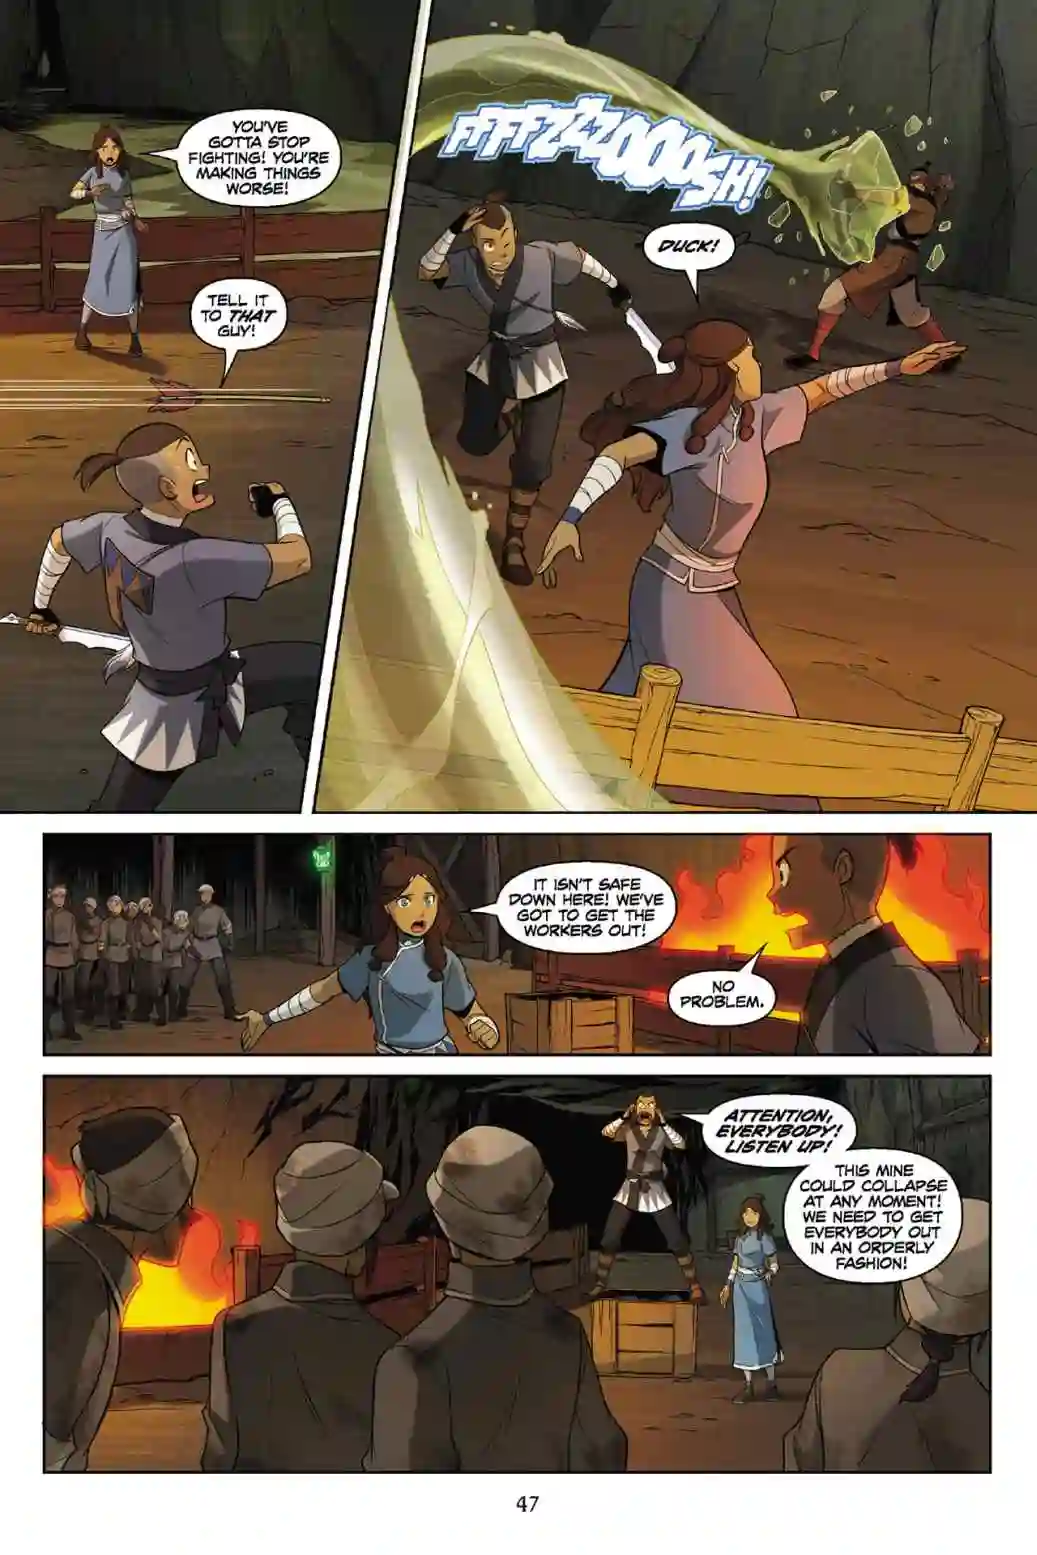 YOU'VE
GOTTA STOP
FIGHTING! YOU'RE
MAKING THINGS
WORSE!
TELL IT
TO THAT
GUY!
FFFFZZZOOOOSH!
DUCK!
IT ISN'T SAFE
DOWN HERE! WE'VE
GOT TO GET THE
WORKERS OUT!
NO
PROBLEM.
ATTENTION,
EVERYBODY!
LISTEN UP!
THIS MINE
COULD COLLAPSE
AT ANY MOMENT!
WE NEED TO GET
EVERYBODY OUT
IN AN ORDERLY
FASHION!
47